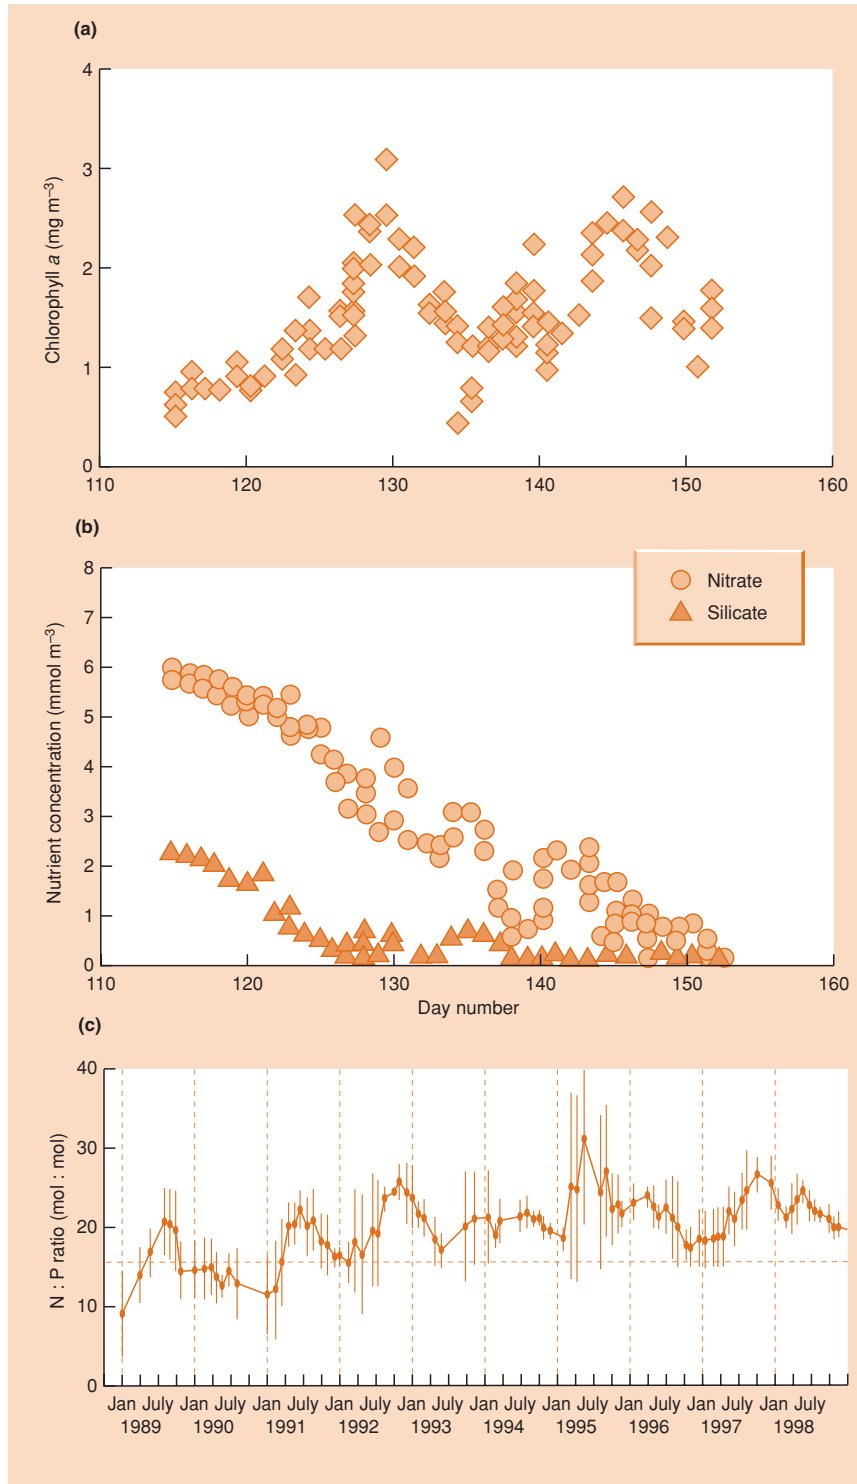 (a)
4
3
2
1
0
Chlorophyll a (mg m⁻³)
110 120 130 140 150 160
(b)
8
7
6
5
4
3
2
1
0
Nutrient concentration (mmol m⁻³)
Nitrate
Silicate
110 120 130 140 150 160
Day number
(c)
40
30
20
10
0
N : P ratio (mol : mol)
Jan July Jan July Jan July Jan July Jan July Jan July Jan July Jan July Jan July Jan July
1989 1990 1991 1992 1993 1994 1995 1996 1997 1998